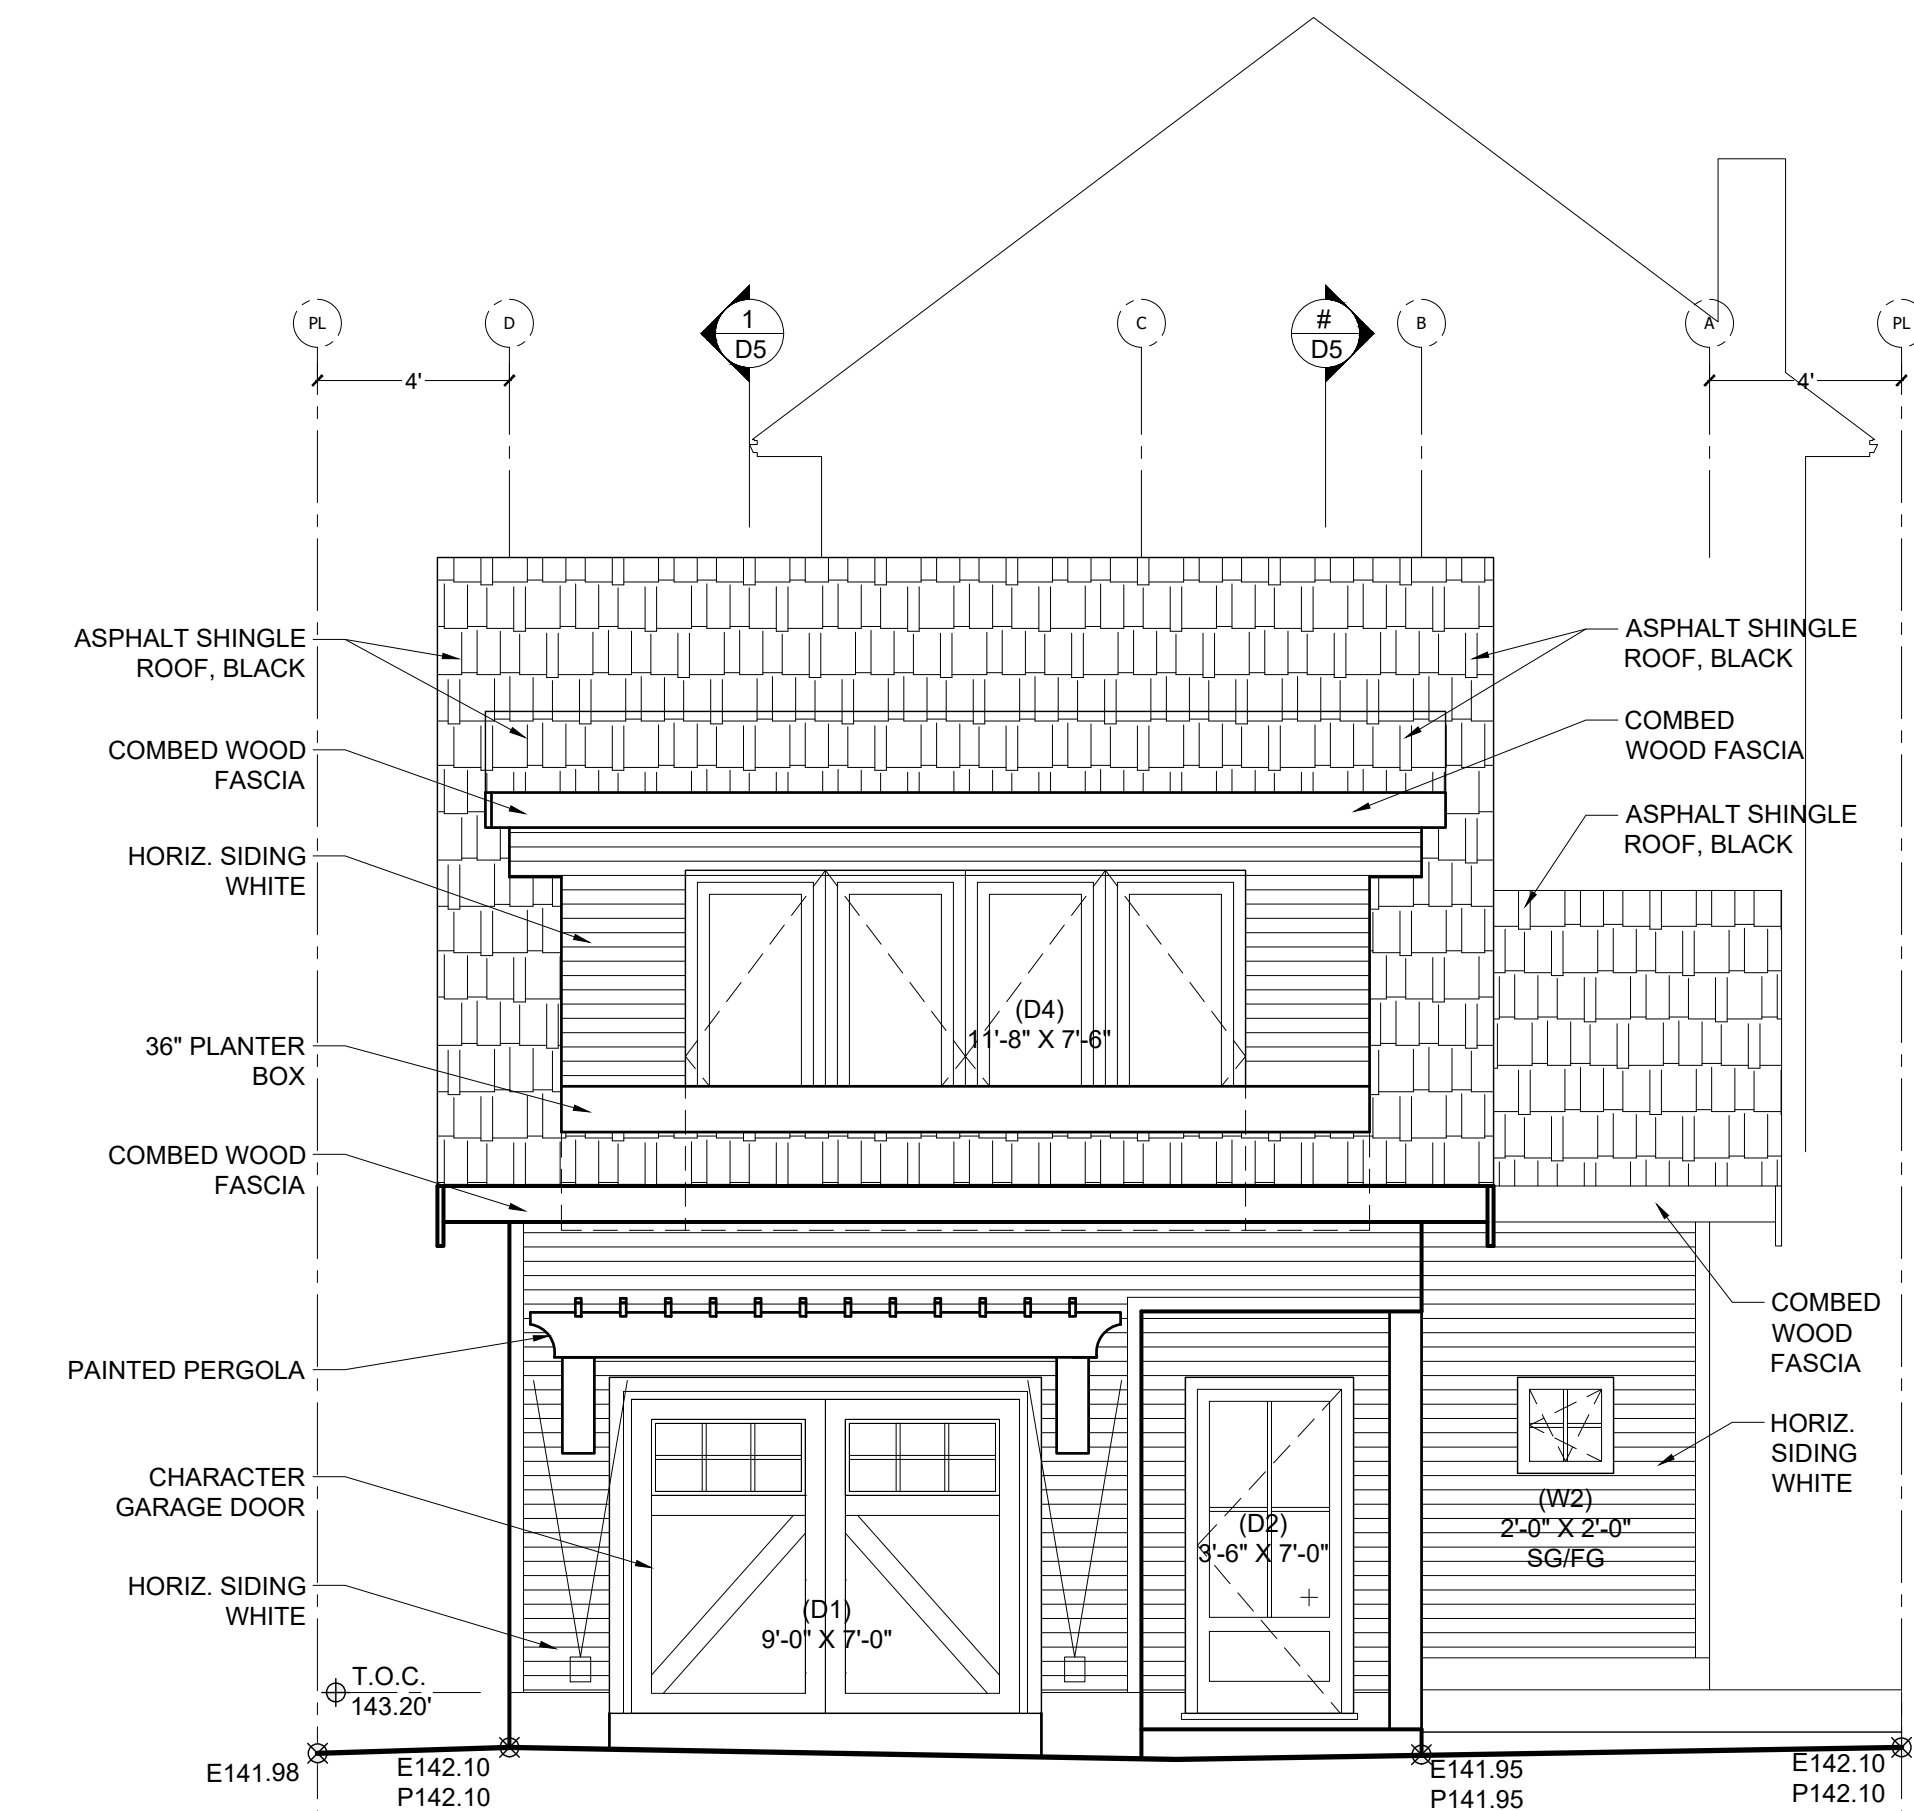 PL
D
1
D5
C
#
D5
B
A
PL
4'
4'
ASPHALT SHINGLE
ROOF, BLACK
COMBED WOOD
FASCIA
HORIZ. SIDING
WHITE
36" PLANTER
BOX
COMBED WOOD
FASCIA
PAINTED PERGOLA
CHARACTER
GARAGE DOOR
HORIZ. SIDING
WHITE
T.O.C.
143.20'
ASPHALT SHINGLE
ROOF, BLACK
COMBED
WOOD FASCIA
ASPHALT SHINGLE
ROOF, BLACK
COMBED
WOOD
FASCIA
HORIZ.
SIDING
WHITE
(D4)
11'-8" X 7'-6"
(D1)
9'-0" X 7'-0"
(D2)
3'-6" X 7'-0"
(W2)
2'-0" X 2'-0"
SG/FG
E141.98
E142.10
P142.10
E141.95
P141.95
E142.10
P142.10